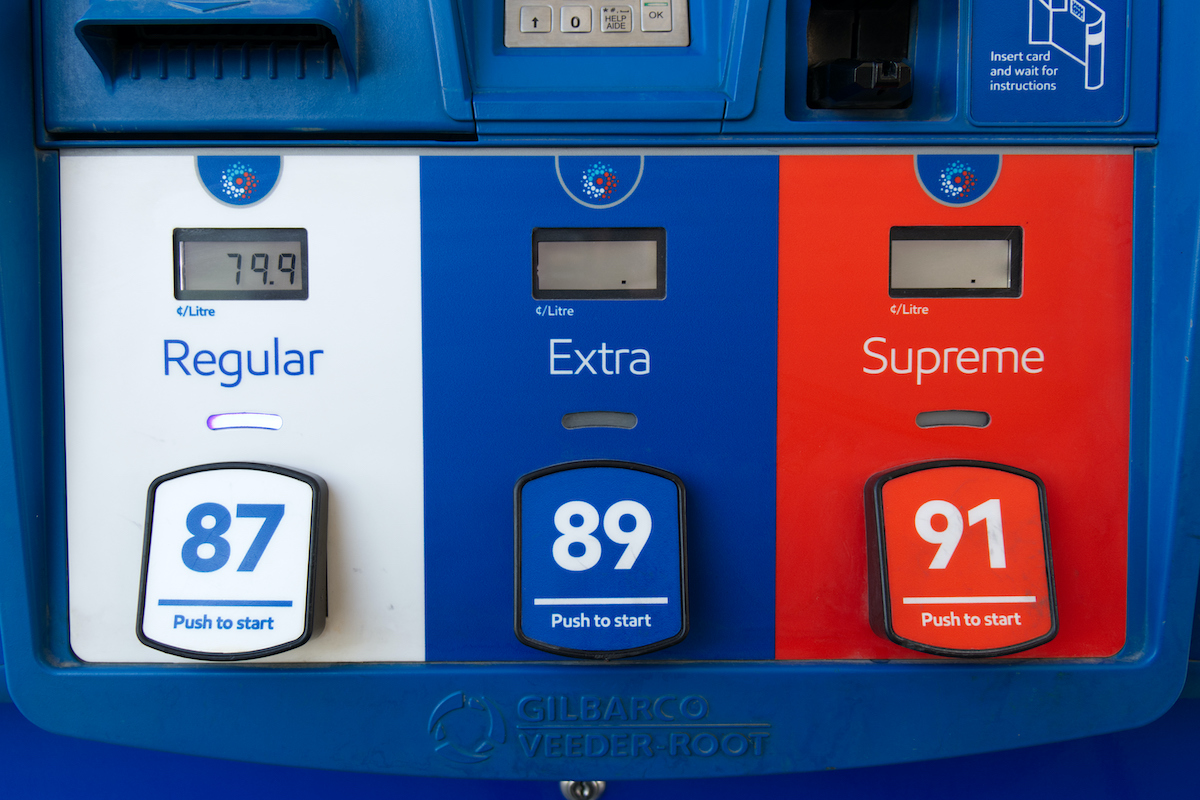 ↑
0
*#,
HELP
AIDE
OK
Insert card
and wait for
instructions
79.9
¢/Litre
Regular
87
Push to start
.
¢/Litre
Extra
89
Push to start
.
¢/Litre
Supreme
91
Push to start
GILBARCO
VEEDER-ROOT